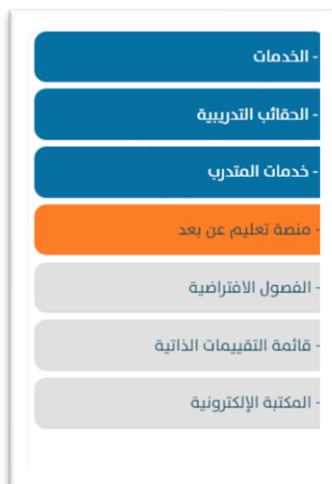 - الخدمات
- الحقائب التدريبية
- خدمات المتدرب
- منصة تعليم عن بعد
- الفصول الافتراضية
- قائمة التقييمات الذاتية
- المكتبة الإلكترونية